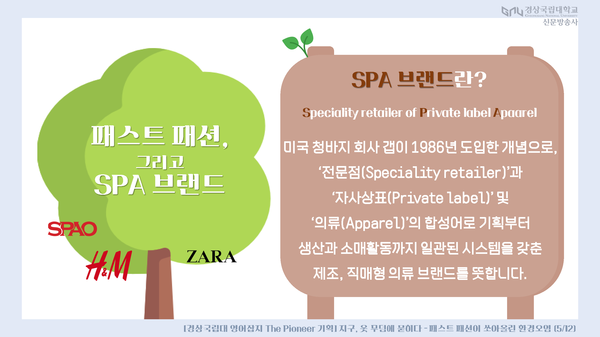 경상국립대학교
신문방송사
패스트 패션,
그리고
SPA 브랜드
SPAO
H&M
ZARA
SPA 브랜드란?
Speciality retailer of Private label Apaarel
미국 청바지 회사 갭이 1986년 도입한 개념으로,
'전문점(Speciality retailer)'과
'자사상표(Private label)' 및
'의류(Apparel)'의 합성어로 기획부터
생산과 소매활동까지 일관된 시스템을 갖춘
제조, 직매형 의류 브랜드를 뜻합니다.
[경상국립대 영어잡지 The Pioneer 기획] 지구, 옷 무덤에 묻히다 - 패스트 패션이 쏘아올린 환경오염 (5/12)